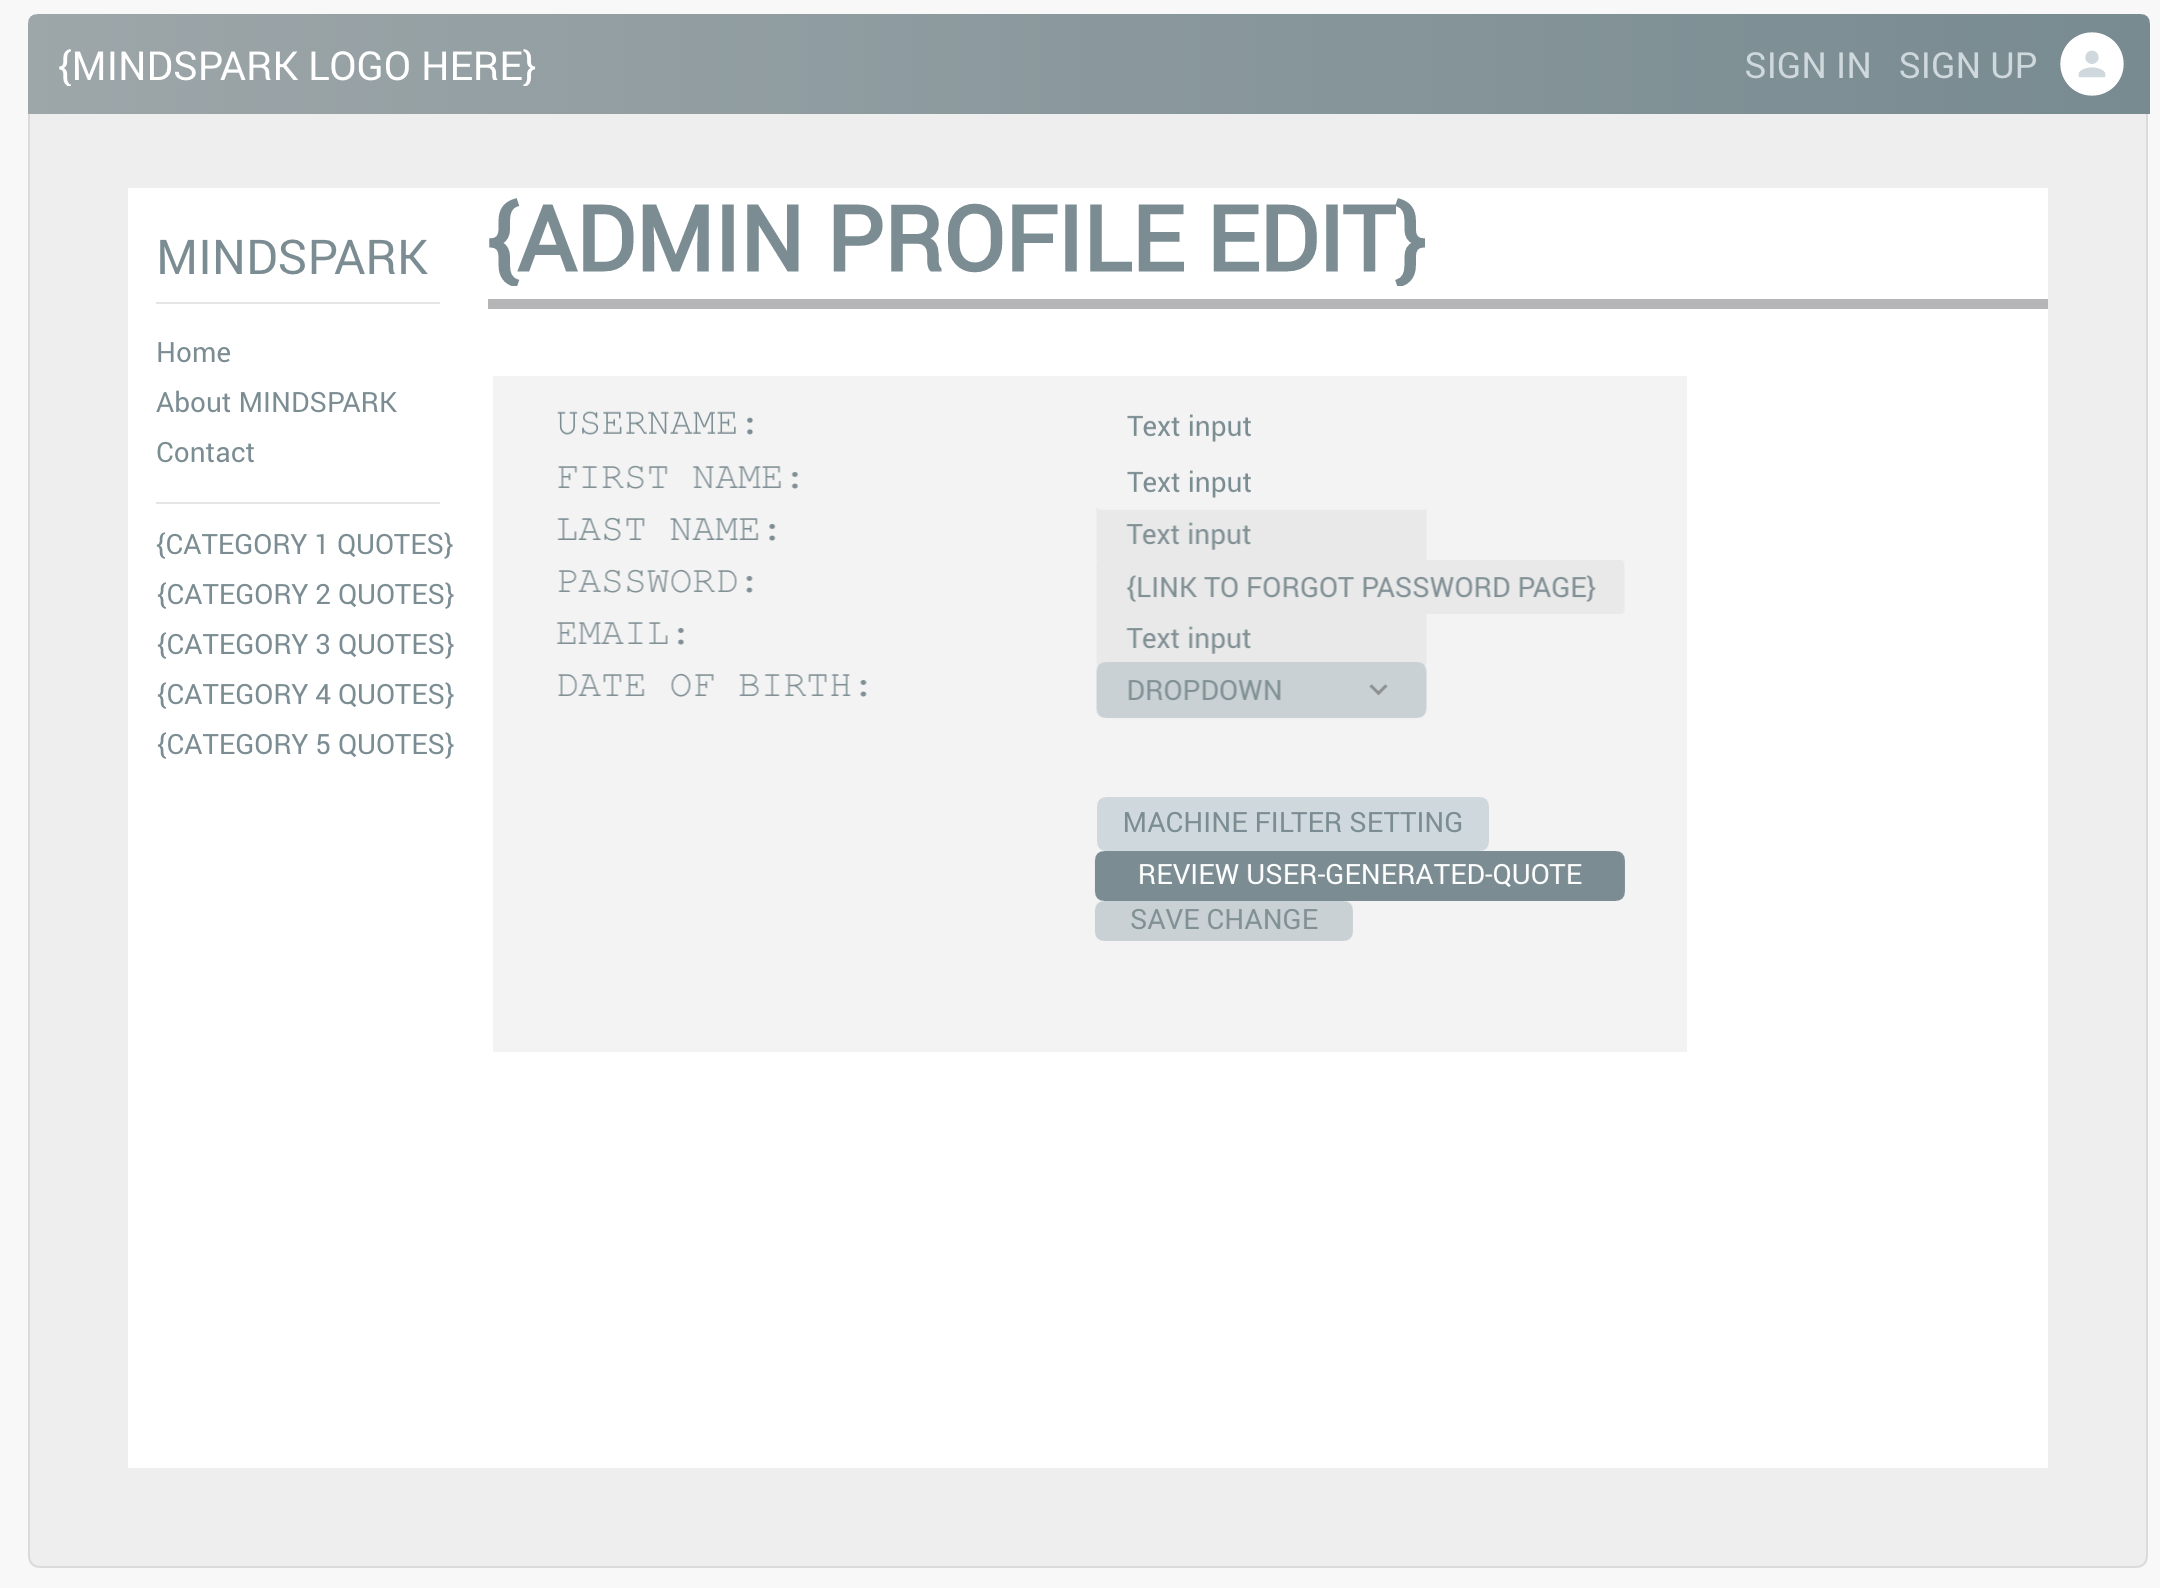 {MINDSPARK LOGO HERE}
SIGN IN SIGN UP
MINDSPARK
Home
About MINDSPARK
Contact
{CATEGORY 1 QUOTES}
{CATEGORY 2 QUOTES}
{CATEGORY 3 QUOTES}
{CATEGORY 4 QUOTES}
{CATEGORY 5 QUOTES}
{ADMIN PROFILE EDIT}
USERNAME: Text input
FIRST NAME: Text input
LAST NAME: Text input
PASSWORD: {LINK TO FORGOT PASSWORD PAGE}
EMAIL: Text input
DATE OF BIRTH: DROPDOWN
MACHINE FILTER SETTING
REVIEW USER-GENERATED-QUOTE
SAVE CHANGE